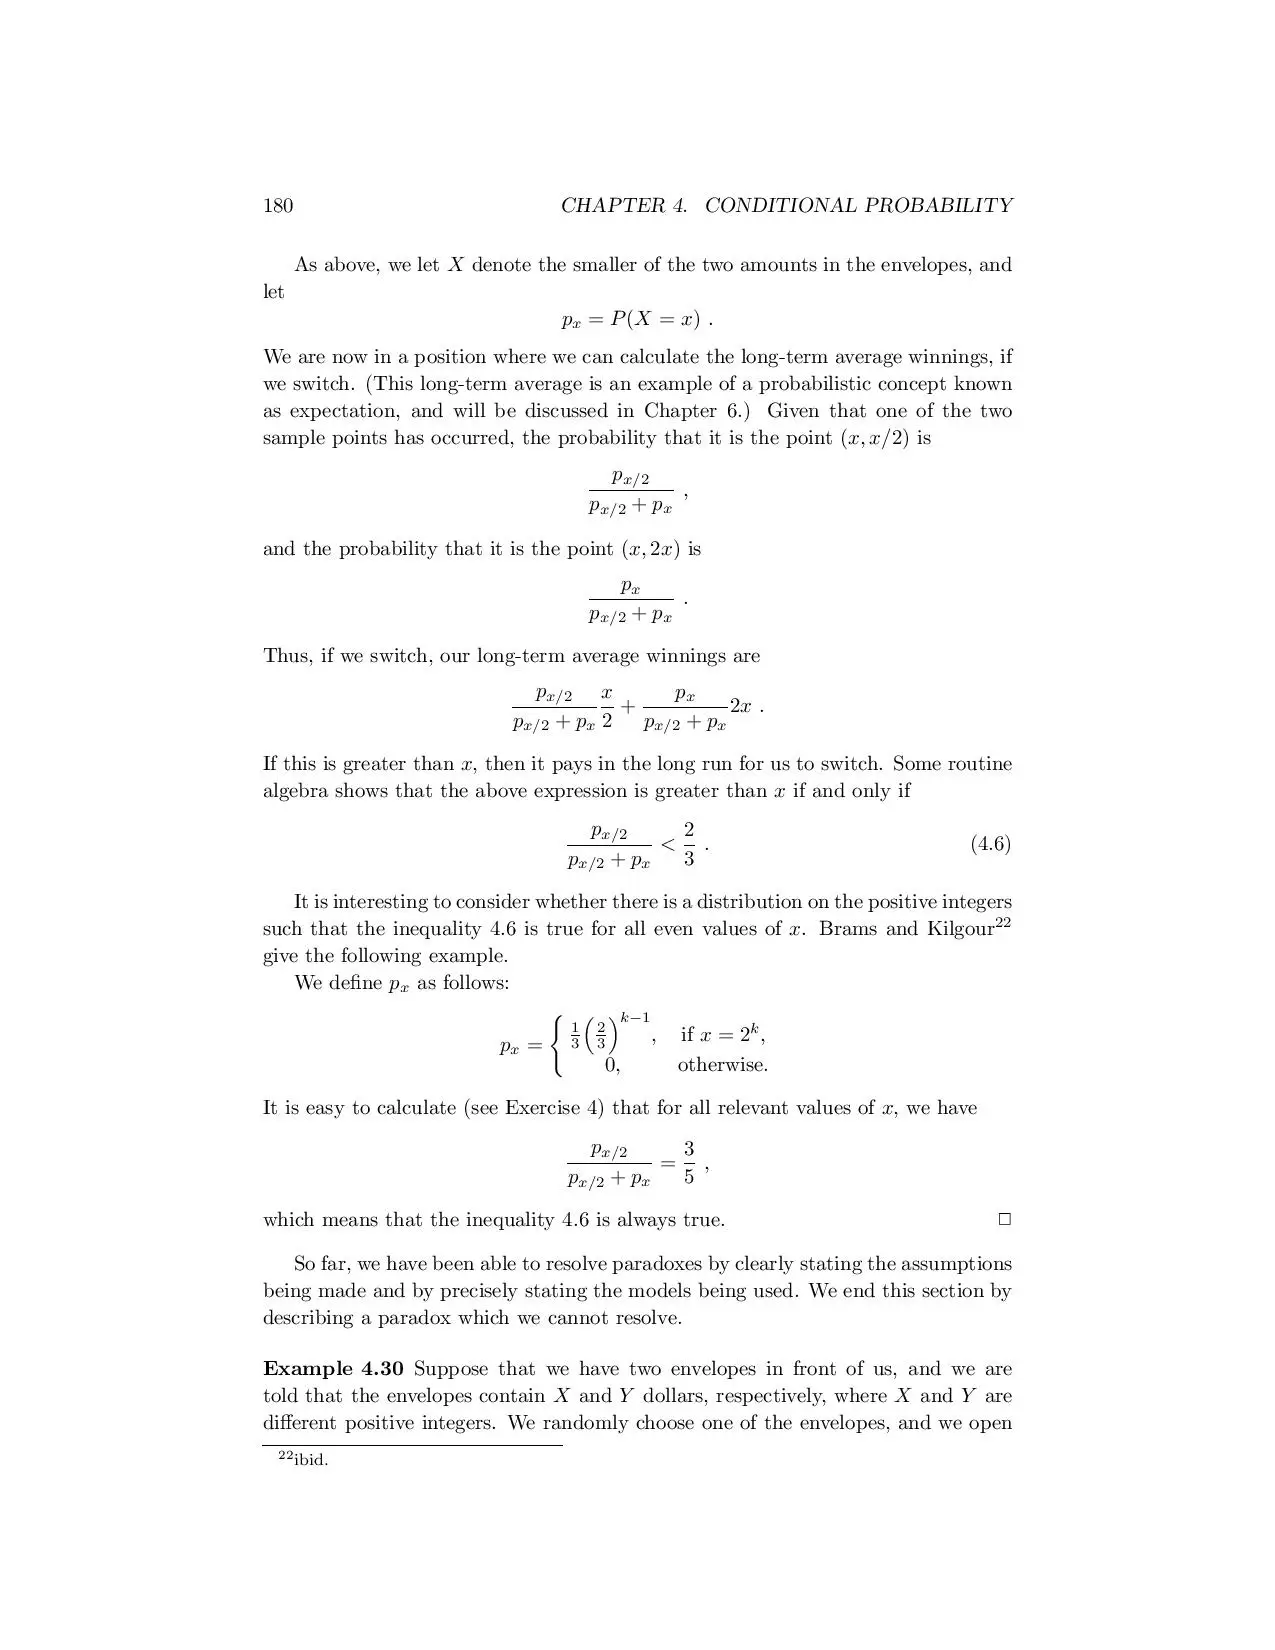 180 CHAPTER 4. CONDITIONAL PROBABILITY
As above, we let X denote the smaller of the two amounts in the envelopes, and
let
pₓ = P(X = x) .
We are now in a position where we can calculate the long-term average winnings, if
we switch. (This long-term average is an example of a probabilistic concept known
as expectation, and will be discussed in Chapter 6.) Given that one of the two
sample points has occurred, the probability that it is the point (x, x/2) is
\frac{p_{x/2}}{p_{x/2} + p_x} ,
and the probability that it is the point (x, 2x) is
\frac{p_x}{p_{x/2} + p_x} .
Thus, if we switch, our long-term average winnings are
\frac{p_{x/2}}{p_{x/2} + p_x} \frac{x}{2} + \frac{p_x}{p_{x/2} + p_x} 2x .
If this is greater than x, then it pays in the long run for us to switch. Some routine
algebra shows that the above expression is greater than x if and only if
\frac{p_{x/2}}{p_{x/2} + p_x} < \frac{2}{3} . (4.6)
It is interesting to consider whether there is a distribution on the positive integers
such that the inequality 4.6 is true for all even values of x. Brams and Kilgour²²
give the following example.
We define pₓ as follows:
p_x = \begin{cases} \frac{1}{3}\left(\frac{2}{3}\right)^{k-1}, & \text{if } x = 2^k, \\ 0, & \text{otherwise.} \end{cases}
It is easy to calculate (see Exercise 4) that for all relevant values of x, we have
\frac{p_{x/2}}{p_{x/2} + p_x} = \frac{3}{5} ,
which means that the inequality 4.6 is always true. □
So far, we have been able to resolve paradoxes by clearly stating the assumptions
being made and by precisely stating the models being used. We end this section by
describing a paradox which we cannot resolve.
Example 4.30 Suppose that we have two envelopes in front of us, and we are
told that the envelopes contain X and Y dollars, respectively, where X and Y are
different positive integers. We randomly choose one of the envelopes, and we open
²²ibid.